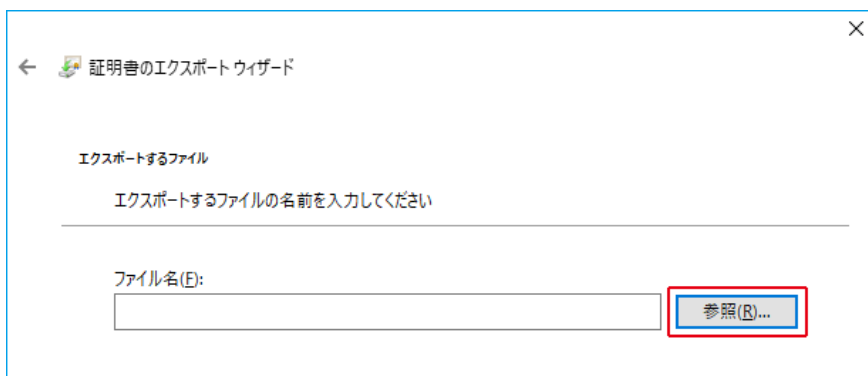 証明書のエクスポート ウィザード
エクスポートするファイル
エクスポートするファイルの名前を入力してください
ファイル名(F):
参照(R)...